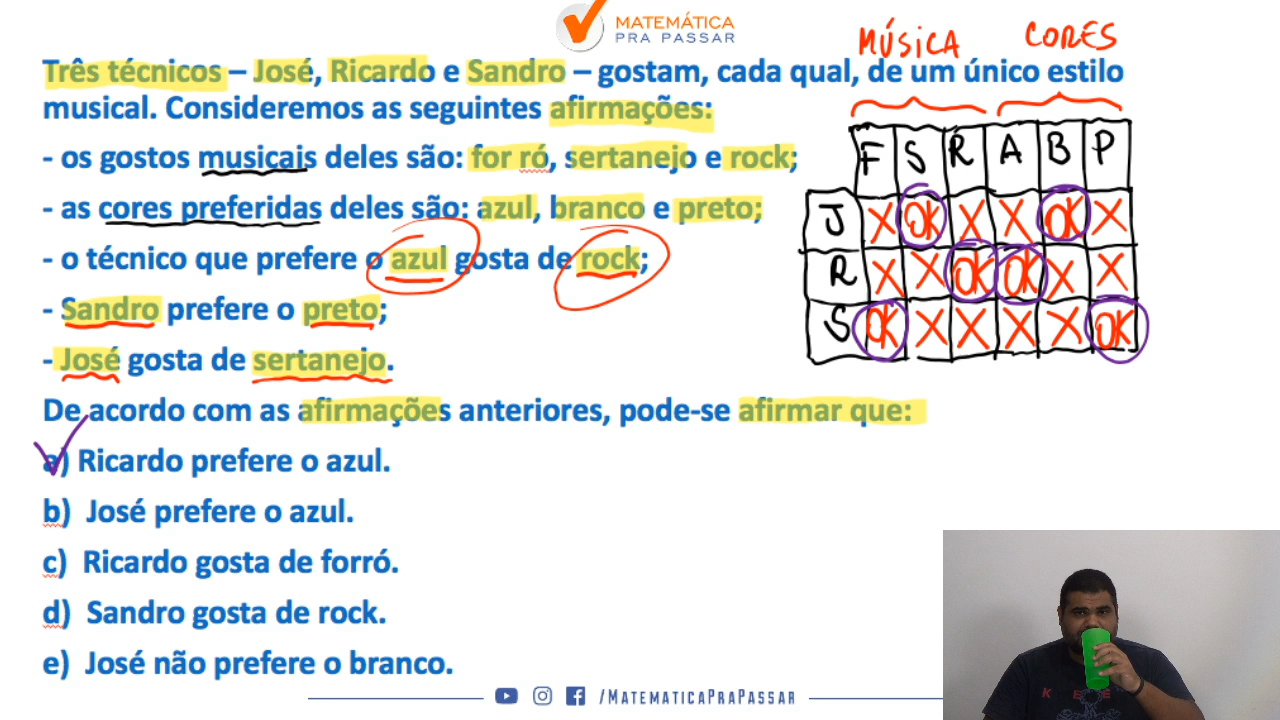 MATEMÁTICA
PRA PASSAR
MÚSICA CORES
Três técnicos – José, Ricardo e Sandro – gostam, cada qual, de um único estilo
musical. Consideremos as seguintes afirmações:
- os gostos musicais deles são: for ró, sertanejo e rock;
- as cores preferidas deles são: azul, branco e preto;
- o técnico que prefere o azul gosta de rock;
- Sandro prefere o preto;
- José gosta de sertanejo.
F S R A B P
J X OK X X OK X
R X X OK OK X X
S OK X X X X OK
De acordo com as afirmações anteriores, pode-se afirmar que:
a) Ricardo prefere o azul.
b) José prefere o azul.
c) Ricardo gosta de forró.
d) Sandro gosta de rock.
e) José não prefere o branco.
/MATEMATICAPRAPASSAR